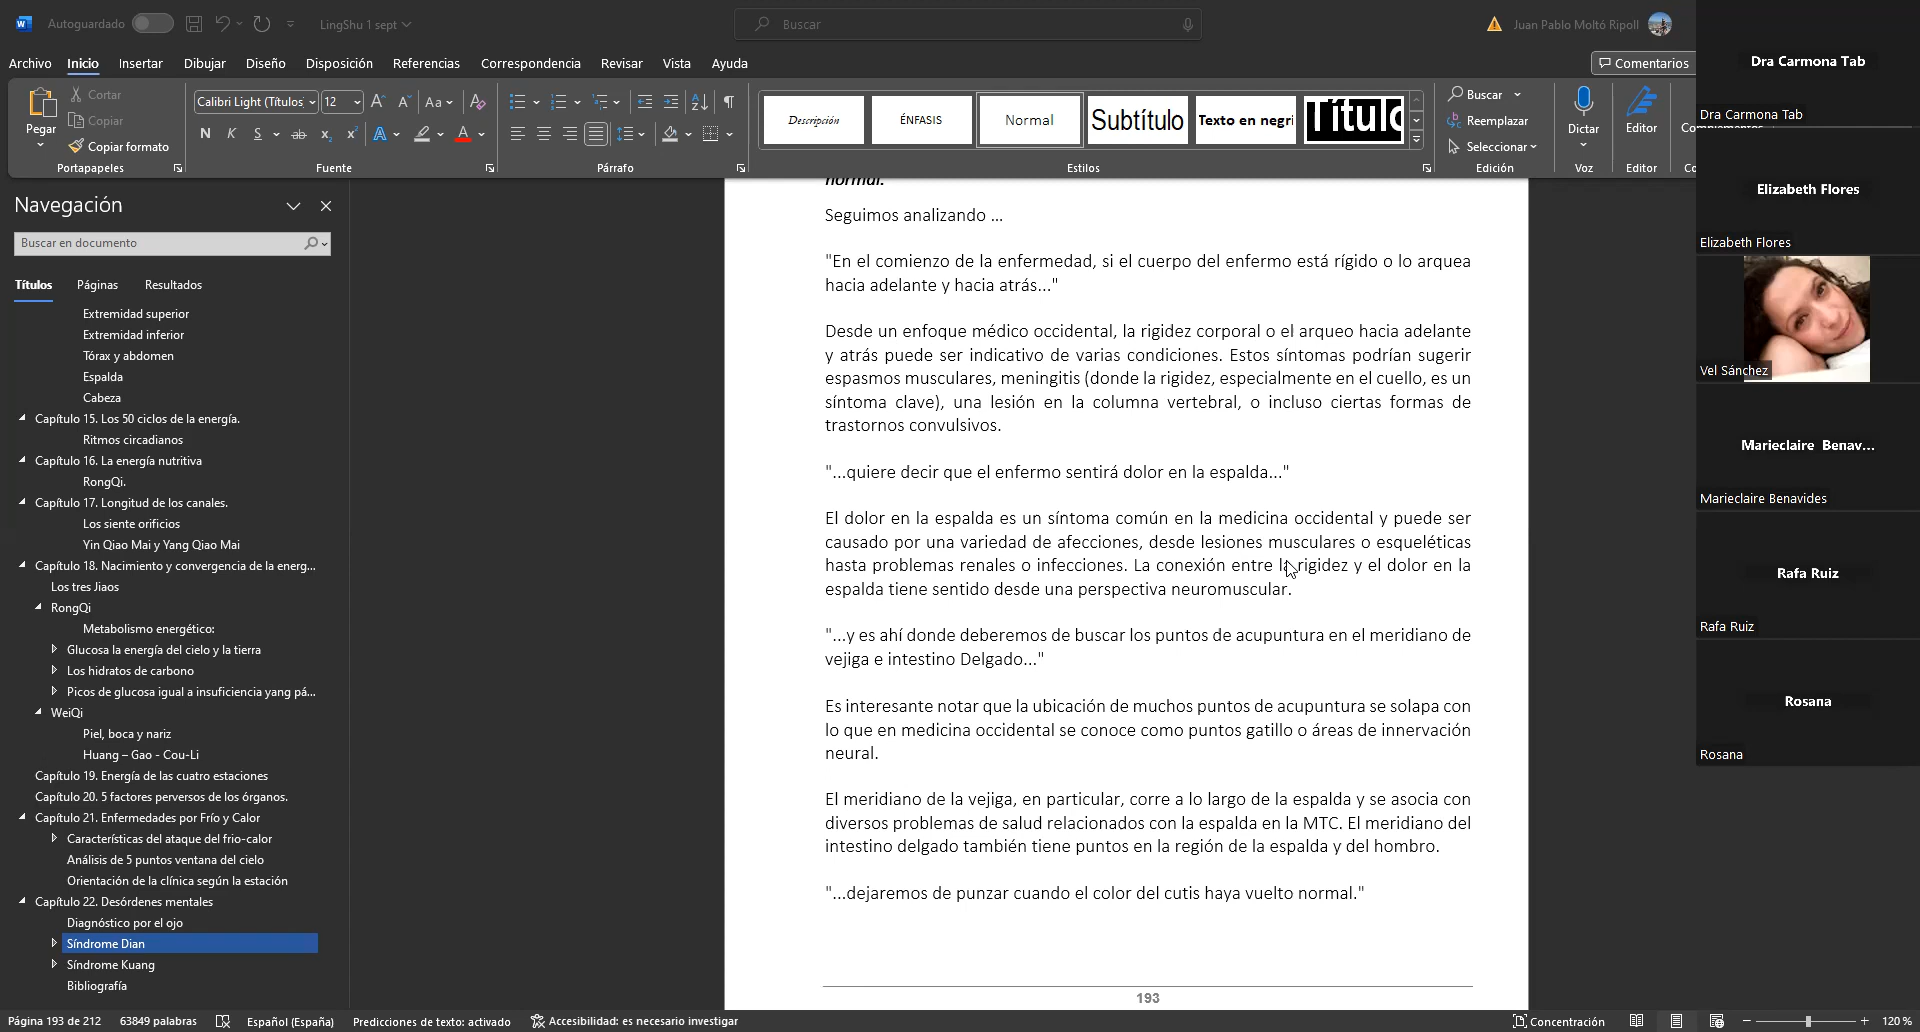 Autoguardado
LingShu 1 sept
Buscar
Juan Pablo Moltó Ripoll
Archivo Inicio Insertar Dibujar Diseño Disposición Referencias Correspondencia Revisar Vista Ayuda
Comentarios
Pegar
Cortar
Copiar
Copiar formato
Portapapeles
Calibri Light (Títulos 12
Fuente
Párrafo
Descripción
ÉNFASIS
Normal
Subtítulo
Texto en negri
Títulc
Estilos
Buscar
Reemplazar
Seleccionar
Edición
Dictar
Voz
Editor
Editor
Navegación
Buscar en documento
Títulos Páginas Resultados
Extremidad superior
Extremidad inferior
Tórax y abdomen
Espalda
Cabeza
Capítulo 15. Los 50 ciclos de la energía.
Ritmos circadianos
Capítulo 16. La energía nutritiva
RongQi.
Capítulo 17. Longitud de los canales.
Los siente orificios
Yin Qiao Mai y Yang Qiao Mai
Capítulo 18. Nacimiento y convergencia de la energ...
Los tres Jiaos
RongQi
Metabolismo energético:
Glucosa la energía del cielo y la tierra
Los hidratos de carbono
Picos de glucosa igual a insuficiencia yang pá...
WeiQi
Piel, boca y nariz
Huang – Gao - Cou-Li
Capítulo 19. Energía de las cuatro estaciones
Capítulo 20. 5 factores perversos de los órganos.
Capítulo 21. Enfermedades por Frío y Calor
Características del ataque del frio-calor
Análisis de 5 puntos ventana del cielo
Orientación de la clínica según la estación
Capítulo 22. Desórdenes mentales
Diagnóstico por el ojo
Síndrome Dian
Síndrome Kuang
Bibliografía
normal.
Seguimos analizando ...
"En el comienzo de la enfermedad, si el cuerpo del enfermo está rígido o lo arquea
hacia adelante y hacia atrás..."
Desde un enfoque médico occidental, la rigidez corporal o el arqueo hacia adelante
y atrás puede ser indicativo de varias condiciones. Estos síntomas podrían sugerir
espasmos musculares, meningitis (donde la rigidez, especialmente en el cuello, es un
síntoma clave), una lesión en la columna vertebral, o incluso ciertas formas de
trastornos convulsivos.
"...quiere decir que el enfermo sentirá dolor en la espalda..."
El dolor en la espalda es un síntoma común en la medicina occidental y puede ser
causado por una variedad de afecciones, desde lesiones musculares o esqueléticas
hasta problemas renales o infecciones. La conexión entre la rigidez y el dolor en la
espalda tiene sentido desde una perspectiva neuromuscular.
"...y es ahí donde deberemos de buscar los puntos de acupuntura en el meridiano de
vejiga e intestino Delgado..."
Es interesante notar que la ubicación de muchos puntos de acupuntura se solapa con
lo que en medicina occidental se conoce como puntos gatillo o áreas de innervación
neural.
El meridiano de la vejiga, en particular, corre a lo largo de la espalda y se asocia con
diversos problemas de salud relacionados con la espalda en la MTC. El meridiano del
intestino delgado también tiene puntos en la región de la espalda y del hombro.
"...dejaremos de punzar cuando el color del cutis haya vuelto normal."
193
Dra Carmona Tab
Dra Carmona Tab
Elizabeth Flores
Elizabeth Flores
Vel Sánchez
Marieclaire Benav...
Marieclaire Benavides
Rafa Ruiz
Rafa Ruiz
Rosana
Rosana
Página 193 de 212 63849 palabras Español (España) Predicciones de texto: activado Accesibilidad: es necesario investigar
Concentración 120 %